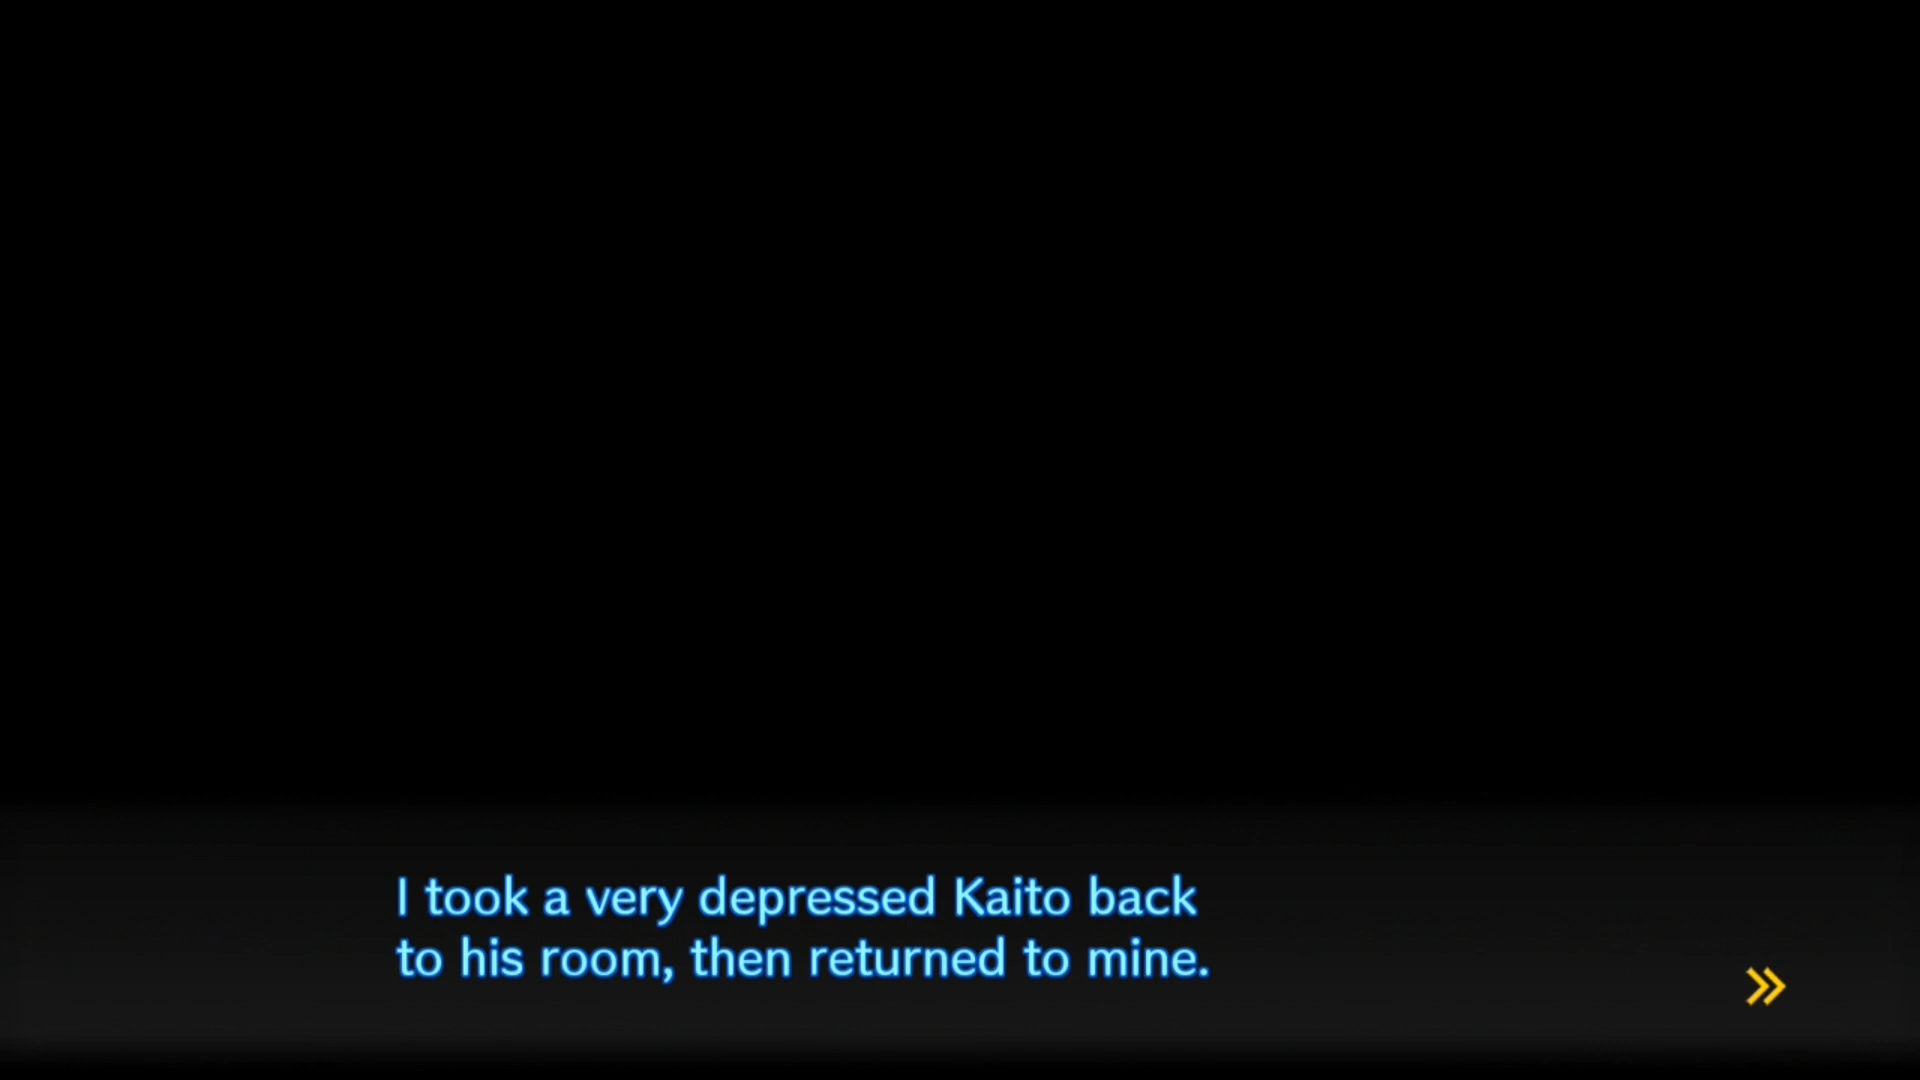 I took a very depressed Kaito back
to his room, then returned to mine.